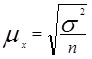 μₓ = √(σ²/n)